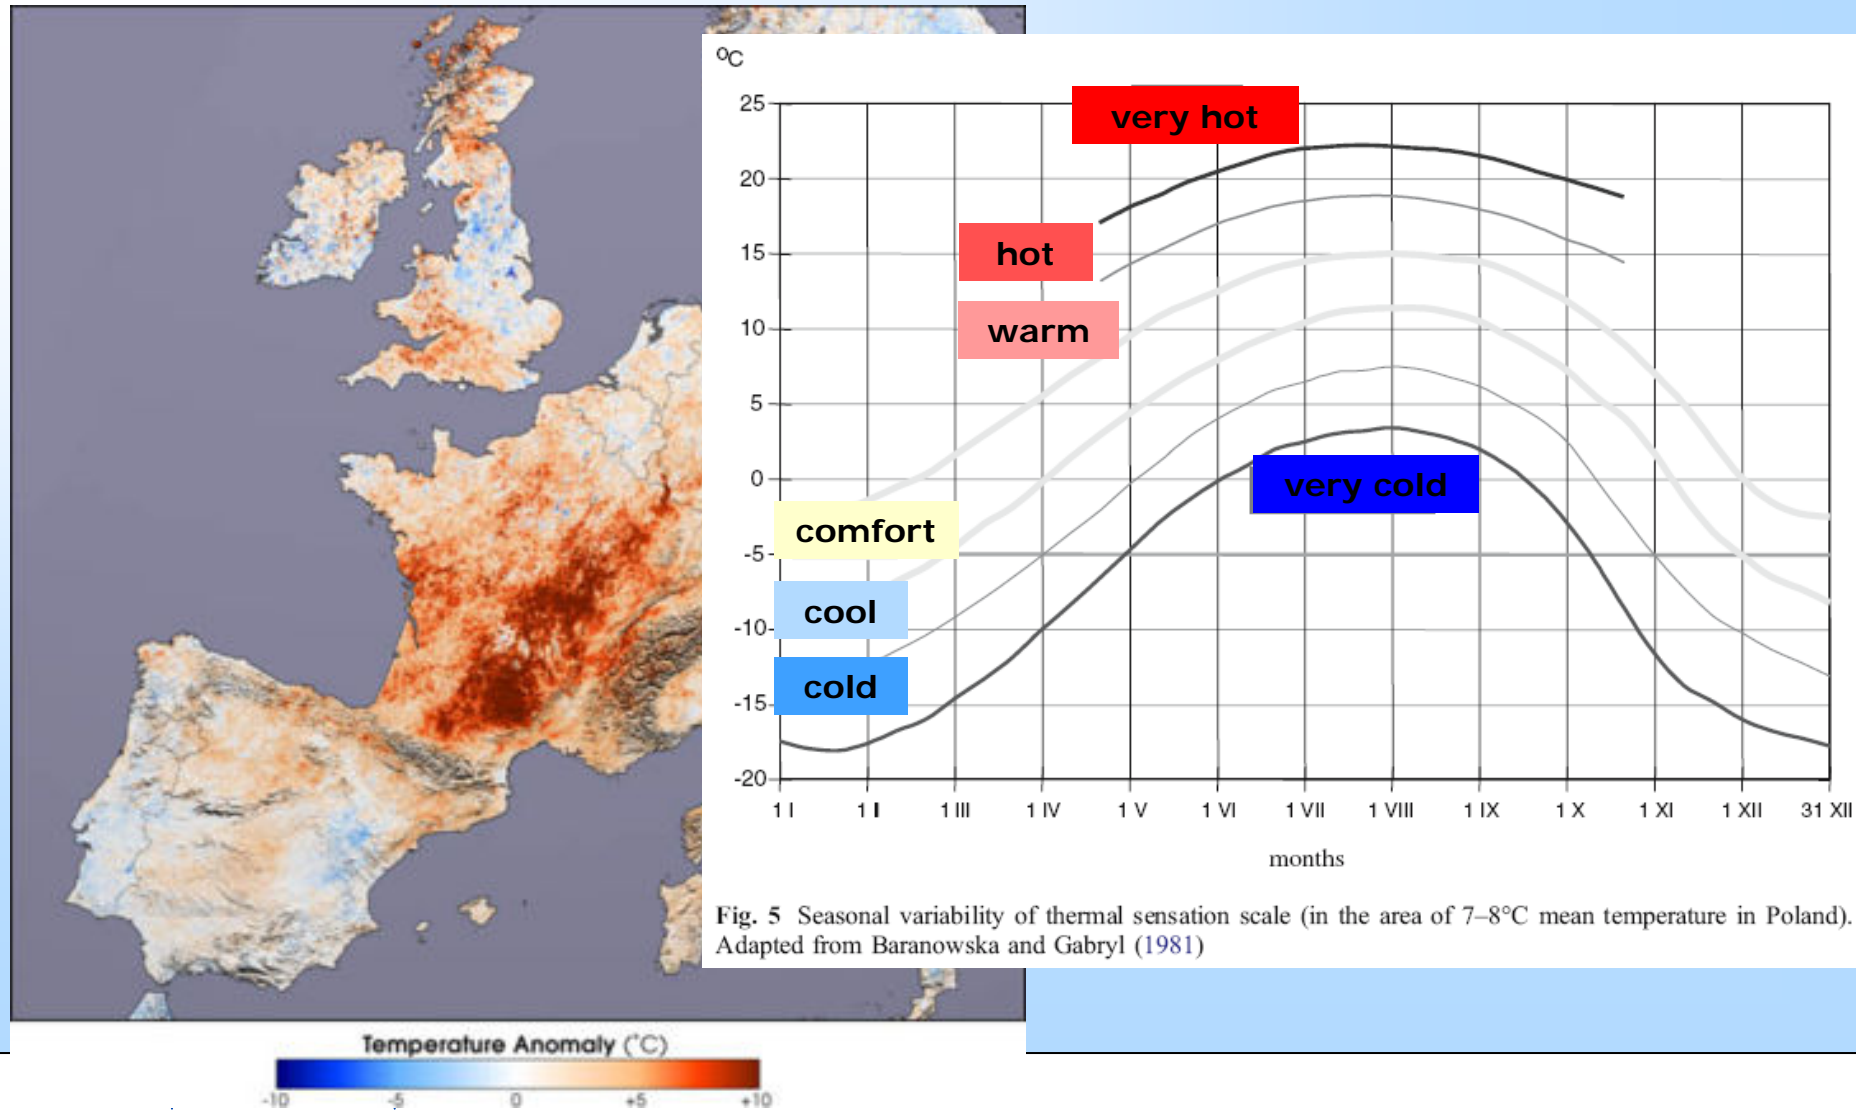 °C
25
very hot
20
15
hot
10
warm
5
0
very cold
comfort
-5
cool
-10
cold
-15
-20
1 I 1 II 1 III 1 IV 1 V 1 VI 1 VII 1 VIII 1 IX 1 X 1 XI 1 XII 31 XII
months
Fig. 5 Seasonal variability of thermal sensation scale (in the area of 7–8°C mean temperature in Poland).
Adapted from Baranowska and Gabryl (1981)
Temperature Anomaly (°C)
-10 -5 0 +5 +10